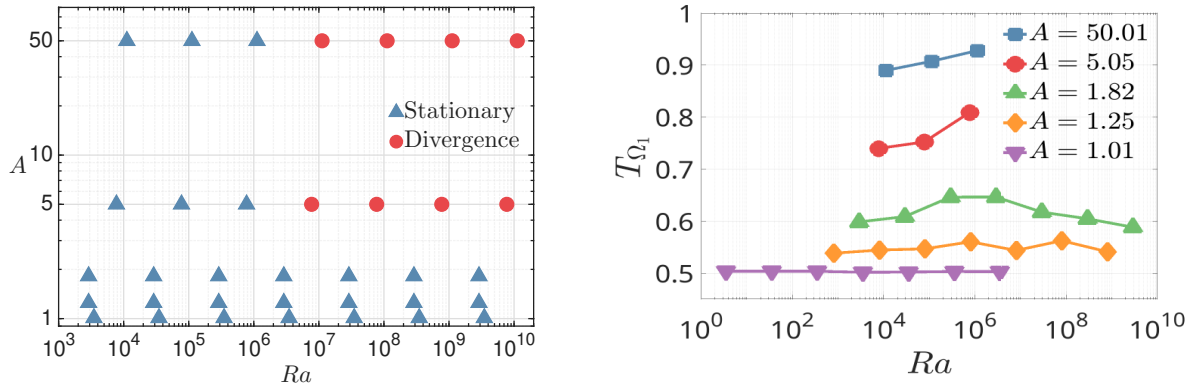 50
10
5
1
A
Stationary
Divergence
10^3 10^4 10^5 10^6 10^7 10^8 10^9 10^10
Ra
1
0.9
0.8
0.7
0.6
0.5
T_Ω₁
A = 50.01
A = 5.05
A = 1.82
A = 1.25
A = 1.01
10^0 10^2 10^4 10^6 10^8 10^10
Ra